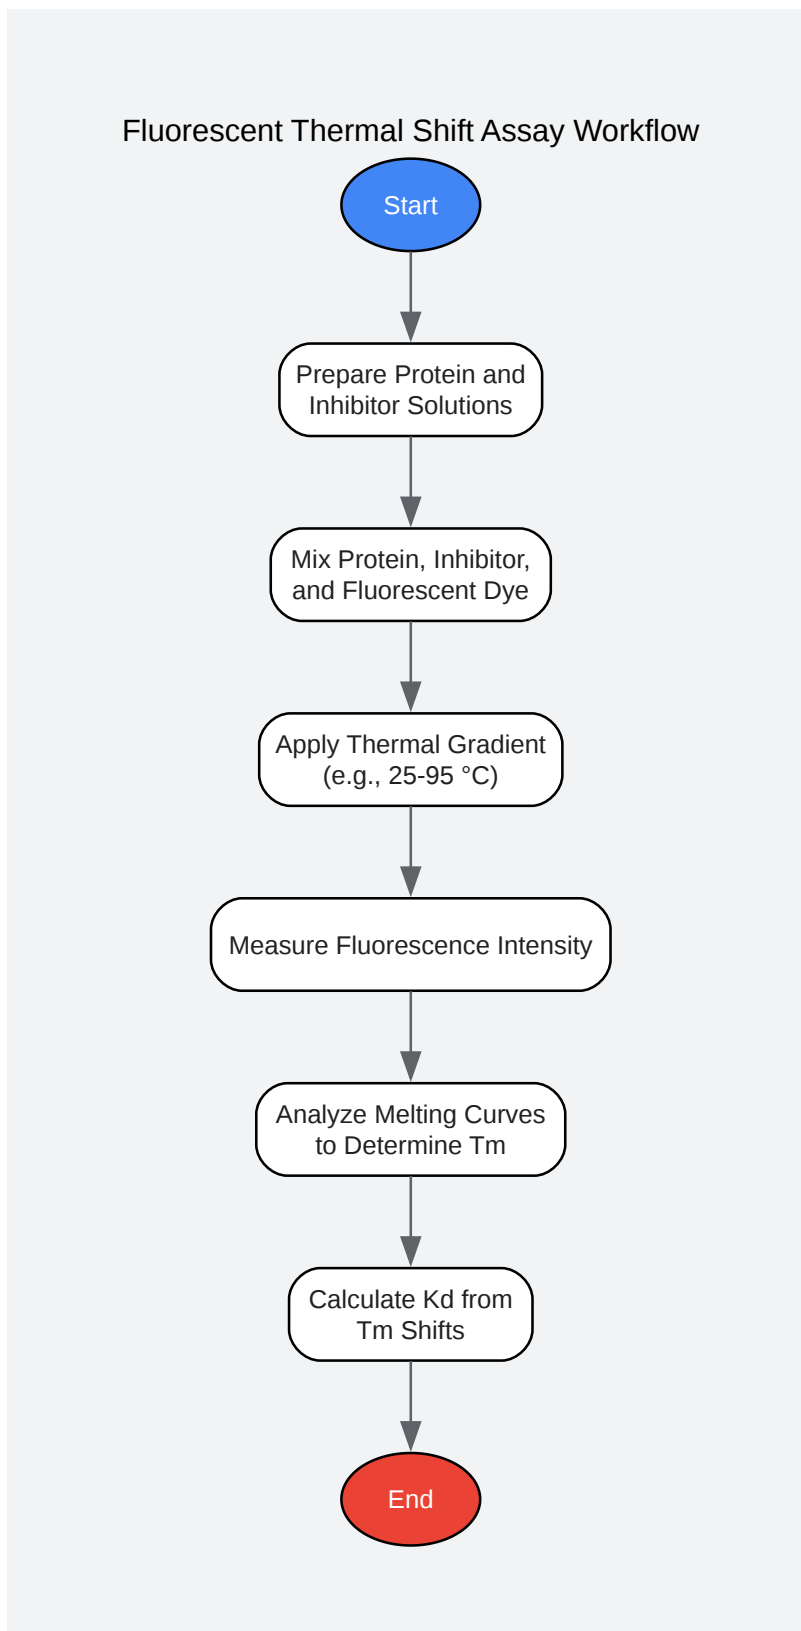 Fluorescent Thermal Shift Assay Workflow
Start
Prepare Protein and
Inhibitor Solutions
Mix Protein, Inhibitor,
and Fluorescent Dye
Apply Thermal Gradient
(e.g., 25-95 °C)
Measure Fluorescence Intensity
Analyze Melting Curves
to Determine Tm
Calculate Kd from
Tm Shifts
End